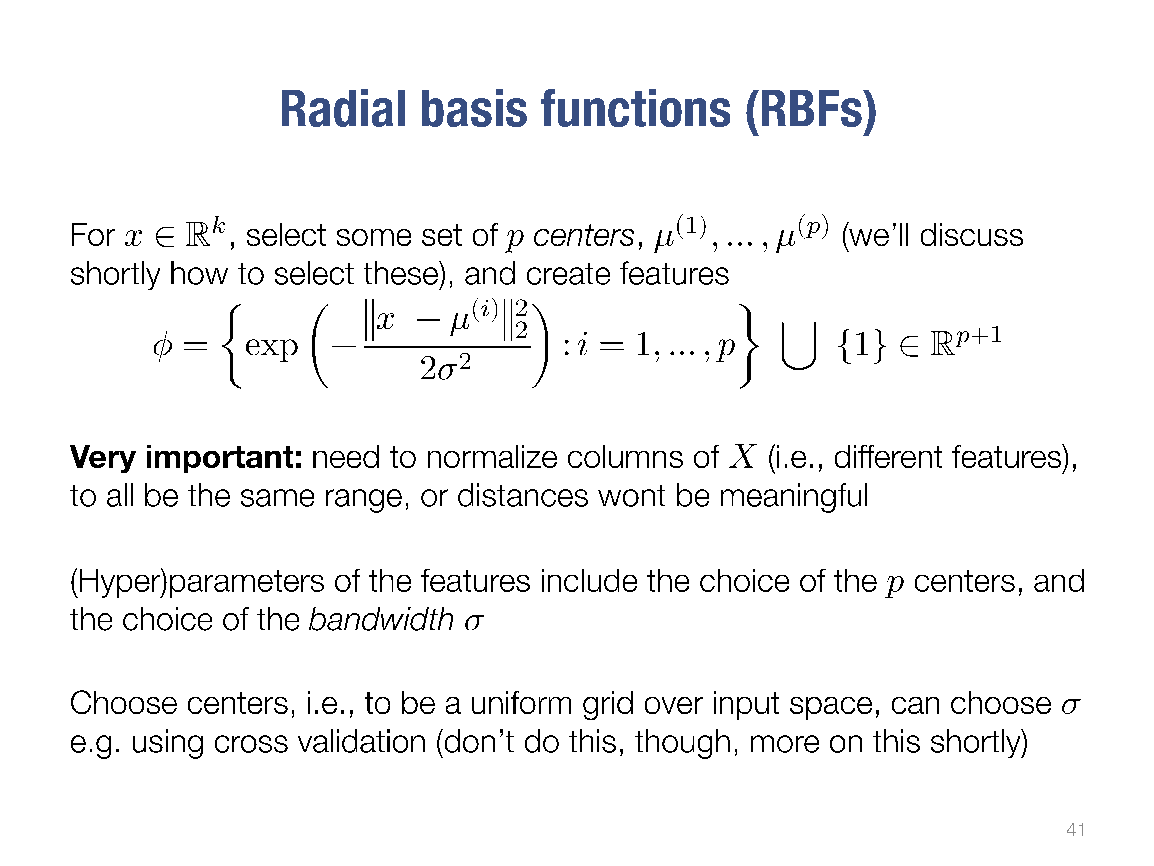 Radial basis functions (RBFs)
For x ∈ ℝ^k, select some set of p centers, μ^(1), … , μ^(p) (we’ll discuss
shortly how to select these), and create features
ϕ = { exp ( − ‖x − μ^(i)‖_2^2 / 2σ^2 ) : i = 1, … , p } ⋃ {1} ∈ ℝ^{p+1}
Very important: need to normalize columns of X (i.e., different features),
to all be the same range, or distances wont be meaningful
(Hyper)parameters of the features include the choice of the p centers, and
the choice of the bandwidth σ
Choose centers, i.e., to be a uniform grid over input space, can choose σ
e.g. using cross validation (don’t do this, though, more on this shortly)
41